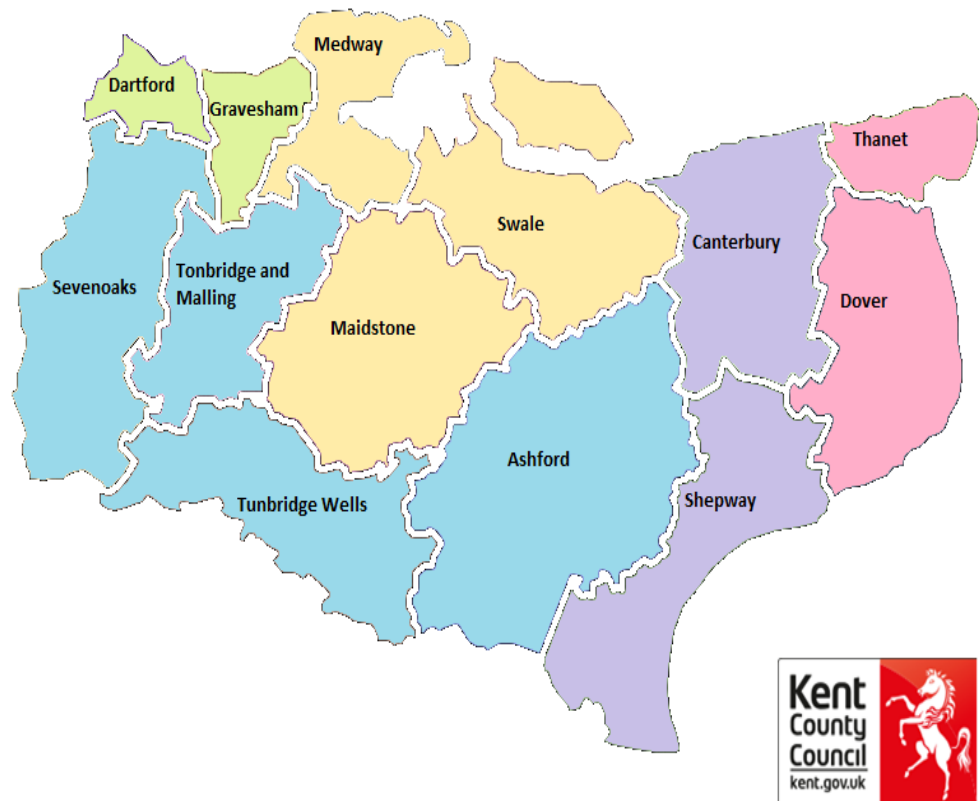 Medway
Dartford
Gravesham
Thanet
Swale
Canterbury
Tonbridge and
Malling
Sevenoaks
Dover
Maidstone
Ashford
Shepway
Tunbridge Wells
Kent
County
Council
kent.gov.uk